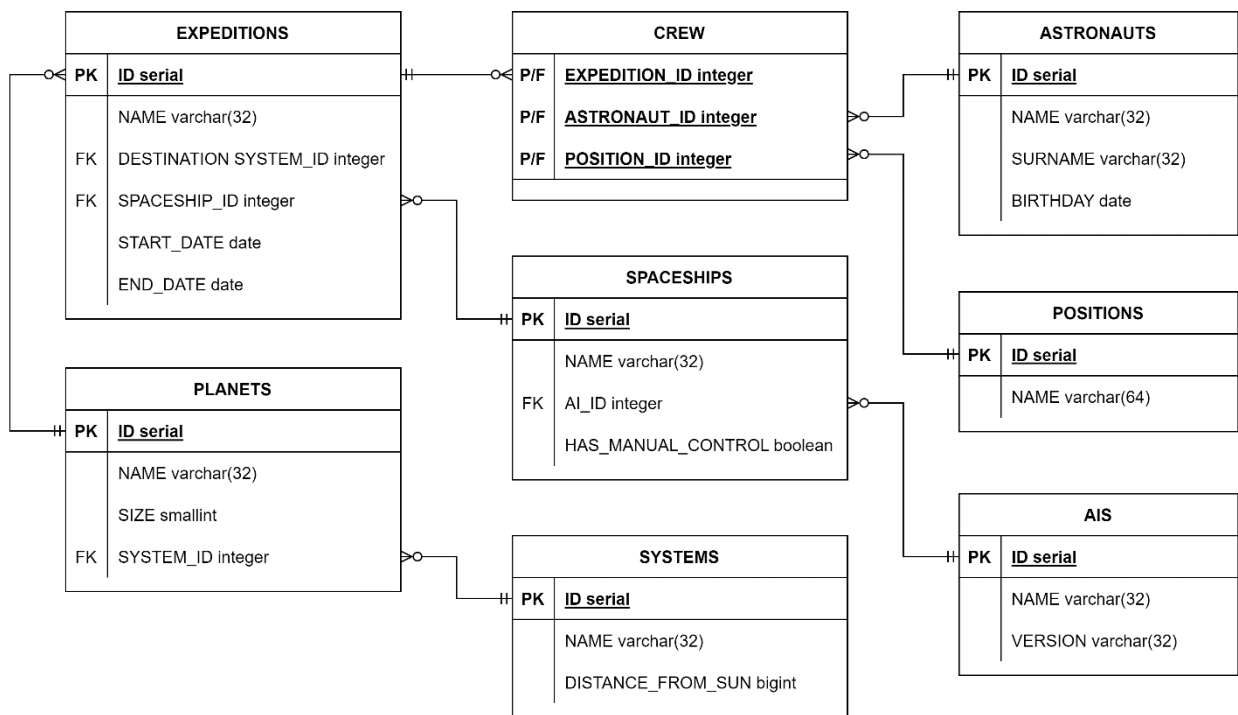 EXPEDITIONS
PK ID serial
NAME varchar(32)
FK DESTINATION SYSTEM_ID integer
FK SPACESHIP_ID integer
START_DATE date
END_DATE date
CREW
P/F EXPEDITION_ID integer
P/F ASTRONAUT_ID integer
P/F POSITION_ID integer
ASTRONAUTS
PK ID serial
NAME varchar(32)
SURNAME varchar(32)
BIRTHDAY date
SPACESHIPS
PK ID serial
NAME varchar(32)
FK AI_ID integer
HAS_MANUAL_CONTROL boolean
POSITIONS
PK ID serial
NAME varchar(64)
PLANETS
PK ID serial
NAME varchar(32)
SIZE smallint
FK SYSTEM_ID integer
SYSTEMS
PK ID serial
NAME varchar(32)
DISTANCE_FROM_SUN bigint
AIS
PK ID serial
NAME varchar(32)
VERSION varchar(32)